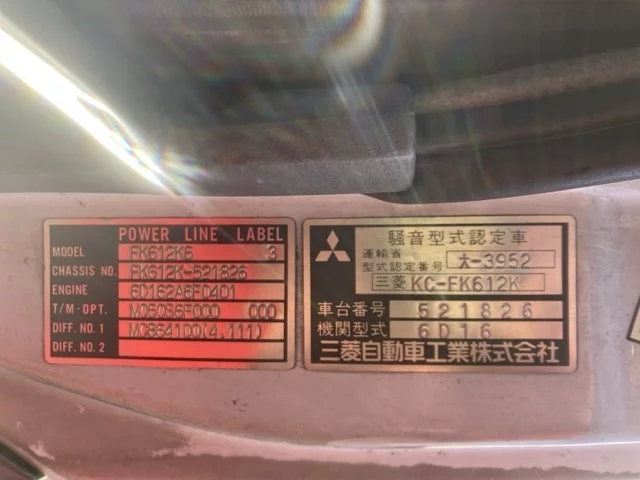 POWER LINE LABEL
MODEL FK612K6 3
CHASSIS NO. FK612K-521826
ENGINE 6D162A6F0401
T/M·OPT. M050S6F000 000
DIFF. NO. 1 MC864100(4.111)
DIFF. NO. 2
騒音型式認定車
運輸省
型式認定番号 大-3952
三菱 KC-FK612K
車台番号 521826
機関型式 6D16
三菱自動車工業株式会社